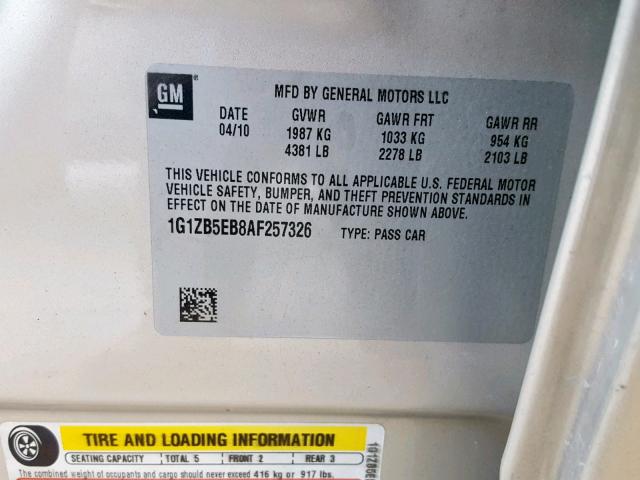 GM
MFD BY GENERAL MOTORS LLC
DATE GVWR GAWR FRT GAWR RR
04/10 1987 KG 1033 KG 954 KG
4381 LB 2278 LB 2103 LB
THIS VEHICLE CONFORMS TO ALL APPLICABLE U.S. FEDERAL MOTOR
VEHICLE SAFETY, BUMPER, AND THEFT PREVENTION STANDARDS IN
EFFECT ON THE DATE OF MANUFACTURE SHOWN ABOVE.
1G1ZB5EB8AF257326 TYPE: PASS CAR
TIRE AND LOADING INFORMATION
SEATING CAPACITY TOTAL 5 FRONT 2 REAR 3
The combined weight of occupants and cargo should never exceed 416 kg or 917 lbs.
1G1ZB5E